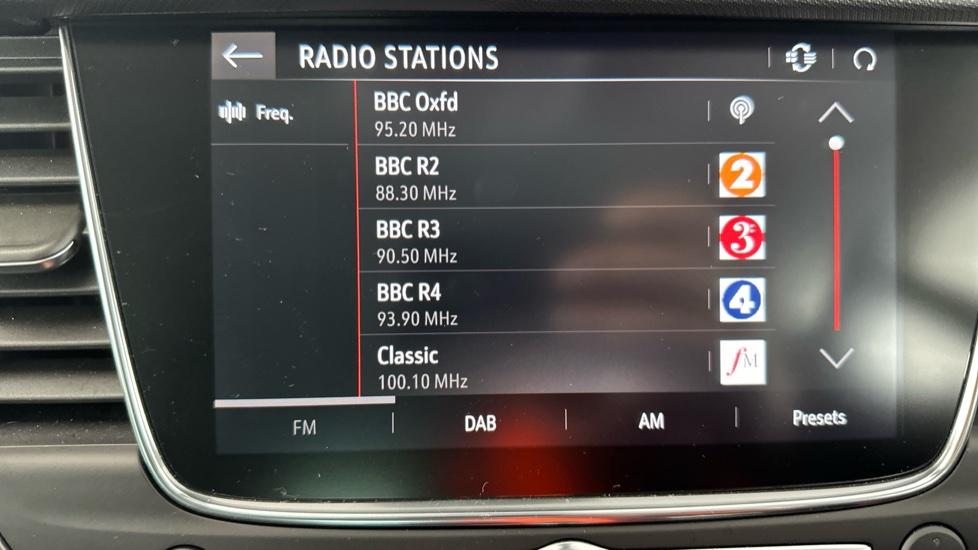 RADIO STATIONS
Freq.
BBC Oxfd
95.20 MHz
BBC R2
88.30 MHz
2
BBC R3
90.50 MHz
3
BBC R4
93.90 MHz
4
Classic
100.10 MHz
fM
FM
DAB
AM
Presets